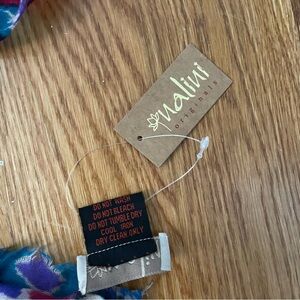 nalini
originals
DO NOT WASH
DO NOT BLEACH
DO NOT TUMBLE DRY
COOL IRON
DRY CLEAN ONLY